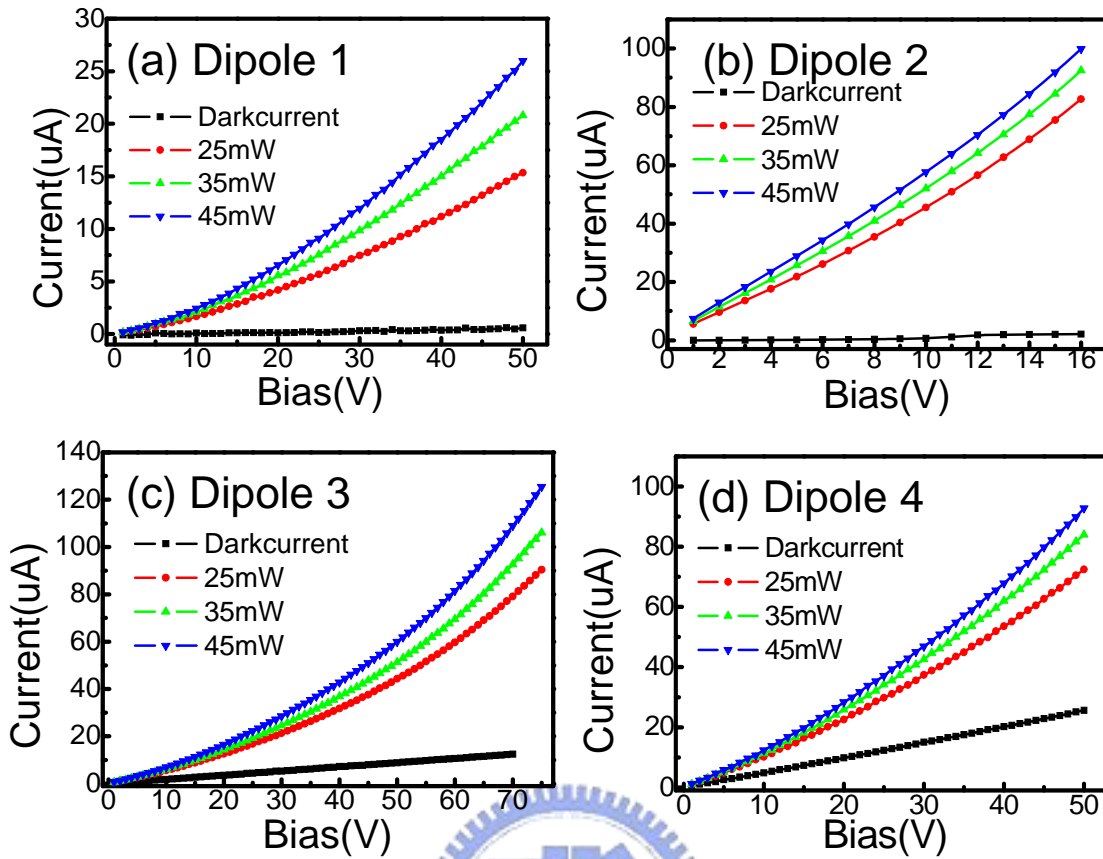 (a) Dipole 1
Darkcurrent
25mW
35mW
45mW
Current(uA)
30
25
20
15
10
5
0
0 10 20 30 40 50
Bias(V)
(b) Dipole 2
Darkcurrent
25mW
35mW
45mW
Current(uA)
100
80
60
40
20
0
0 2 4 6 8 10 12 14 16
Bias(V)
(c) Dipole 3
Darkcurrent
25mW
35mW
45mW
Current(uA)
140
120
100
80
60
40
20
0
0 10 20 30 40 50 60 70
Bias(V)
(d) Dipole 4
Darkcurrent
25mW
35mW
45mW
Current(uA)
100
80
60
40
20
0
0 10 20 30 40 50
Bias(V)